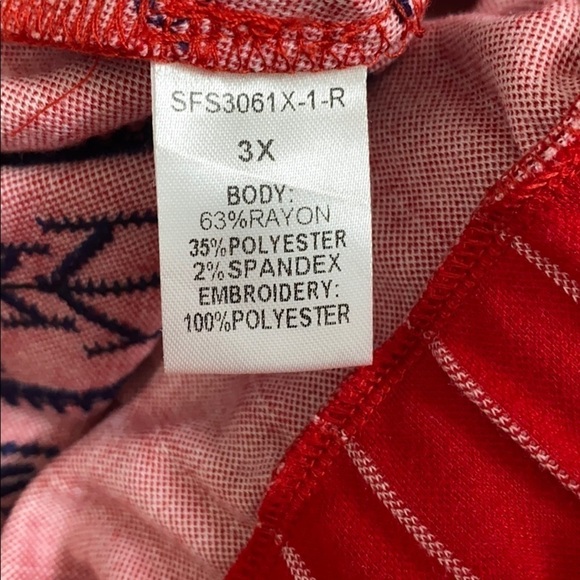 SFS3061X-1-R
3X
BODY:
63%RAYON
35%POLYESTER
2%SPANDEX
EMBROIDERY:
100%POLYESTER